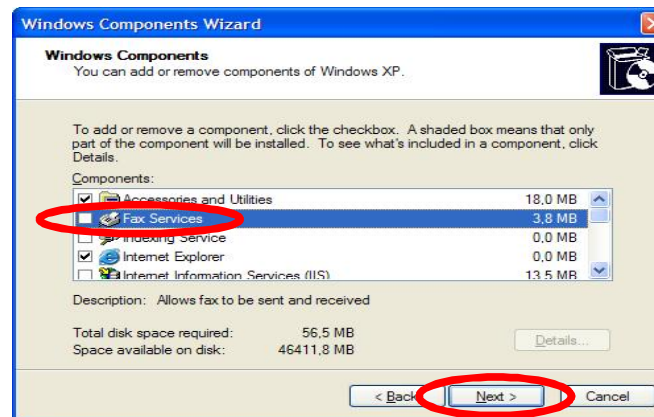 Windows Components Wizard
Windows Components
You can add or remove components of Windows XP.
To add or remove a component, click the checkbox. A shaded box means that only
part of the component will be installed. To see what's included in a component, click
Details.
Components:
Accessories and Utilities 18,0 MB
Fax Services 3,8 MB
Indexing Service 0,0 MB
Internet Explorer 0,0 MB
Internet Information Services (IIS) 13,5 MB
Description: Allows fax to be sent and received
Total disk space required: 56,5 MB
Space available on disk: 46411,8 MB
Details...
< Back Next > Cancel